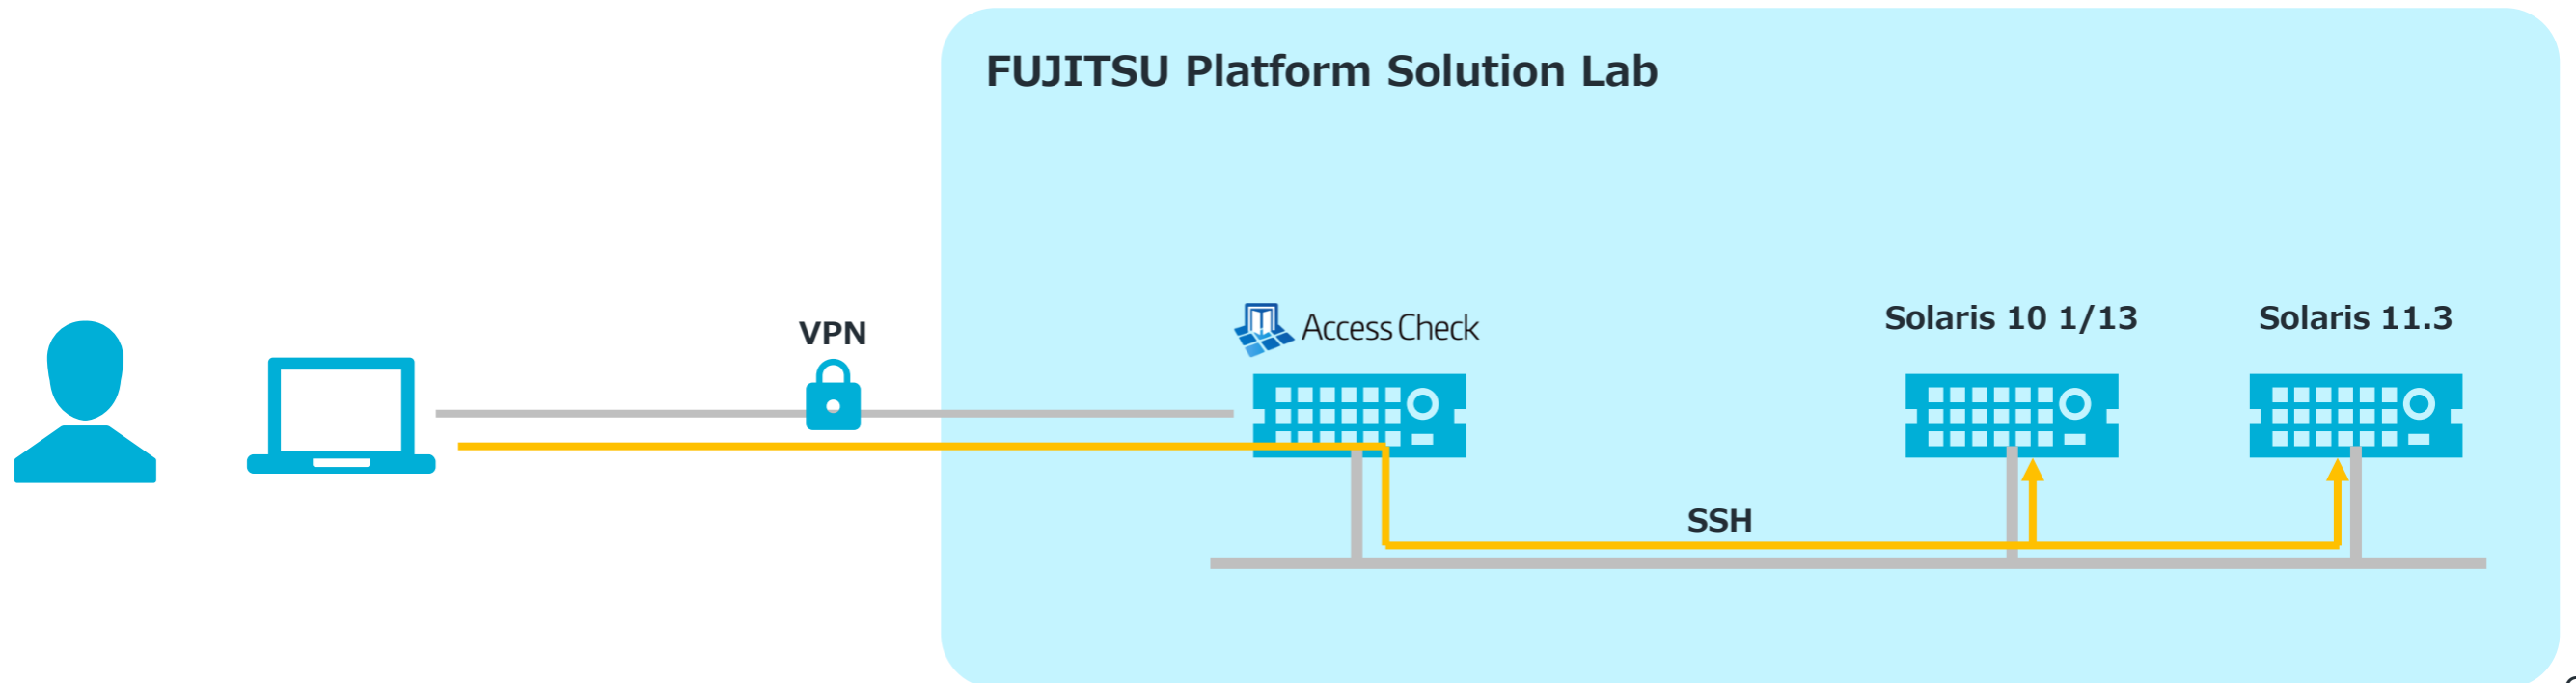 FUJITSU Platform Solution Lab
VPN
Access Check
Solaris 10 1/13
Solaris 11.3
SSH